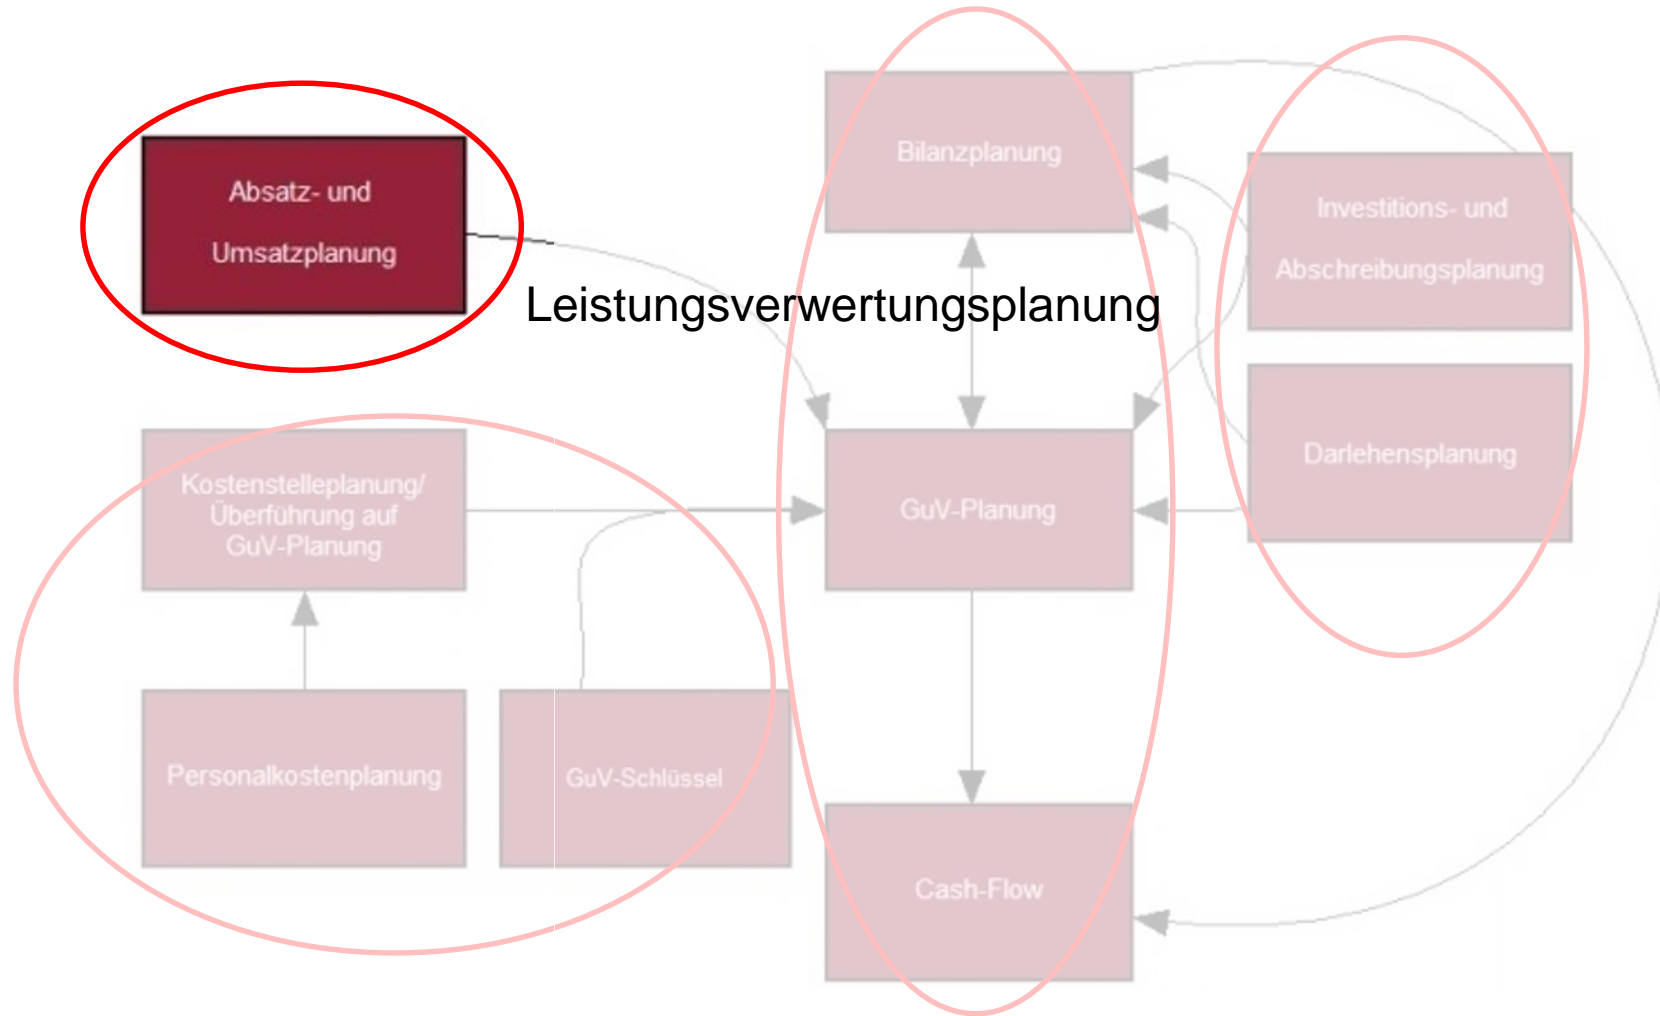 Absatz- und
Umsatzplanung
Leistungsverwertungsplanung
Bilanzplanung
Investitions- und
Abschreibungsplanung
Darlehensplanung
Kostenstelleplanung/
Überführung auf
GuV-Planung
GuV-Planung
Personalkostenplanung
GuV-Schlüssel
Cash-Flow